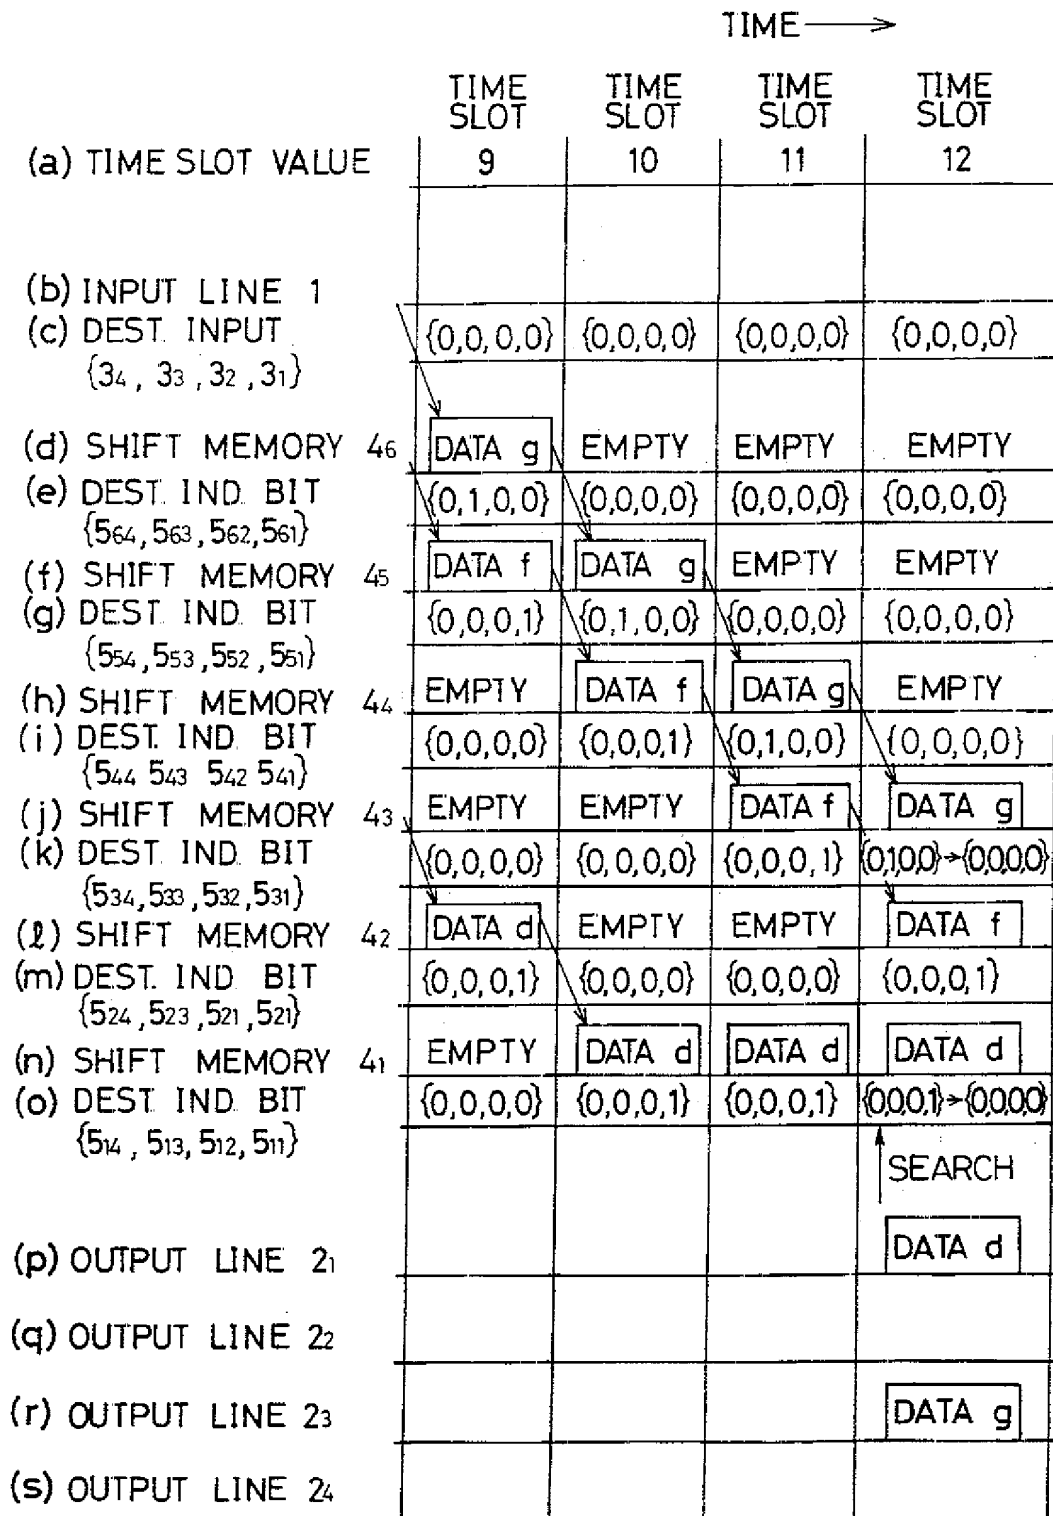 TIME
TIME SLOT TIME SLOT TIME SLOT TIME SLOT
(a) TIME SLOT VALUE 9 10 11 12
(b) INPUT LINE 1
(c) DEST. INPUT {0,0,0,0} {0,0,0,0} {0,0,0,0} {0,0,0,0}
{34, 33, 32, 31}
(d) SHIFT MEMORY 46 DATA g EMPTY EMPTY EMPTY
(e) DEST. IND. BIT {0,1,0,0} {0,0,0,0} {0,0,0,0} {0,0,0,0}
{564, 563, 562, 561}
(f) SHIFT MEMORY 45 DATA f DATA g EMPTY EMPTY
(g) DEST. IND. BIT {0,0,0,1} {0,1,0,0} {0,0,0,0} {0,0,0,0}
{554, 553, 552, 551}
(h) SHIFT MEMORY 44 EMPTY DATA f DATA g EMPTY
(i) DEST. IND. BIT {0,0,0,0} {0,0,0,1} {0,1,0,0} {0,0,0,0}
{544 543 542 541}
(j) SHIFT MEMORY 43 EMPTY EMPTY DATA f DATA g
(k) DEST. IND. BIT {0,0,0,0} {0,0,0,0} {0,0,0,1} {0,1,0,0}→{0,0,0,0}
{534, 533, 532, 531}
(l) SHIFT MEMORY 42 DATA d EMPTY EMPTY DATA f
(m) DEST. IND. BIT {0,0,0,1} {0,0,0,0} {0,0,0,0} {0,0,0,1}
{524, 523, 521, 521}
(n) SHIFT MEMORY 41 EMPTY DATA d DATA d DATA d
(o) DEST. IND. BIT {0,0,0,0} {0,0,0,1} {0,0,0,1} {0,0,0,1}→{0,0,0,0}
{514, 513, 512, 511}
SEARCH
(p) OUTPUT LINE 21 DATA d
(q) OUTPUT LINE 22
(r) OUTPUT LINE 23 DATA g
(s) OUTPUT LINE 24